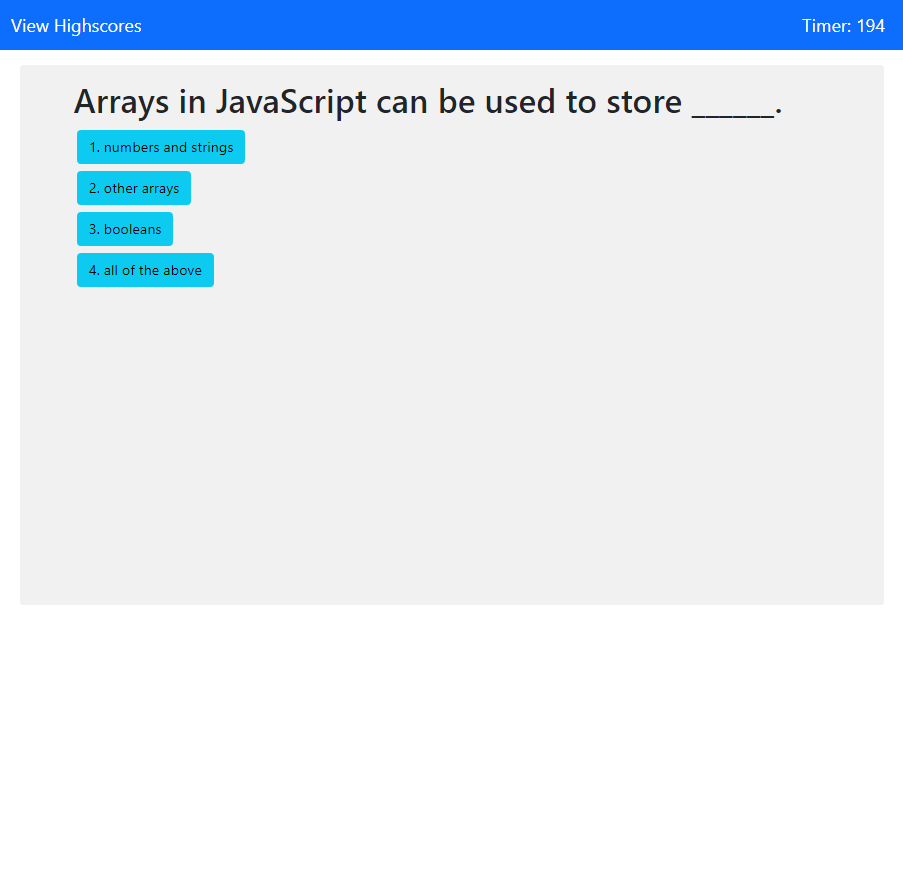 View Highscores
Timer: 194
Arrays in JavaScript can be used to store ______.
1. numbers and strings
2. other arrays
3. booleans
4. all of the above